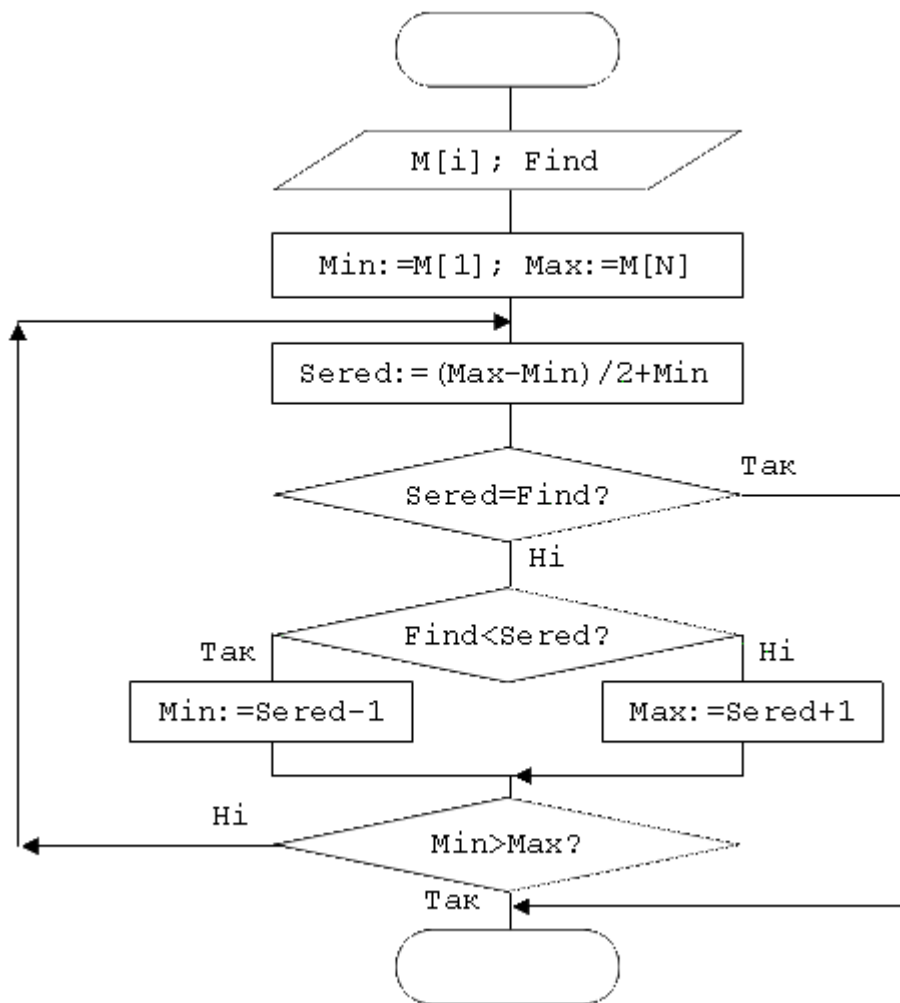 M[i]; Find
Min:=M[1]; Max:=M[N]
Sered:=(Max-Min)/2+Min
Так
Sered=Find?
Ні
Find<Sered?
Так
Ні
Min:=Sered-1
Max:=Sered+1
Ні
Min>Max?
Так